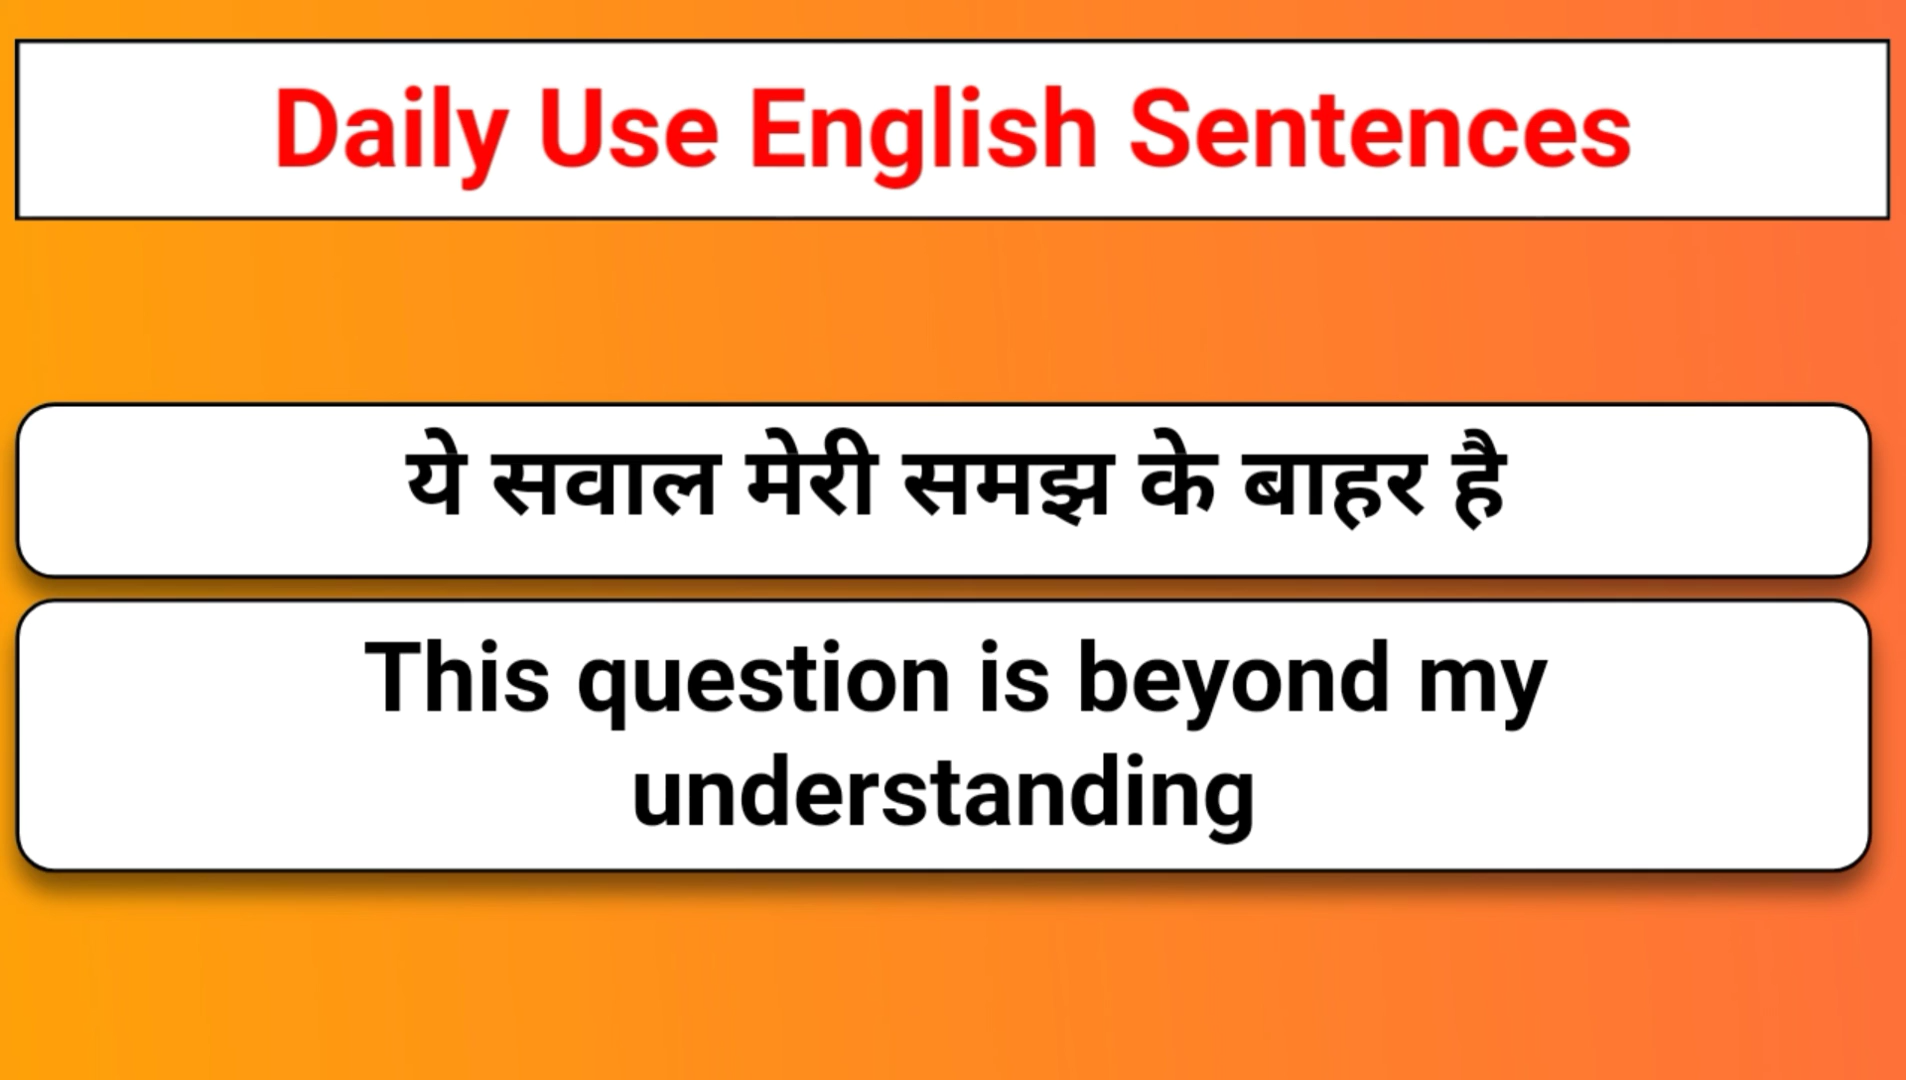 Daily Use English Sentences
ये सवाल मेरी समझ के बाहर है
This question is beyond my
understanding